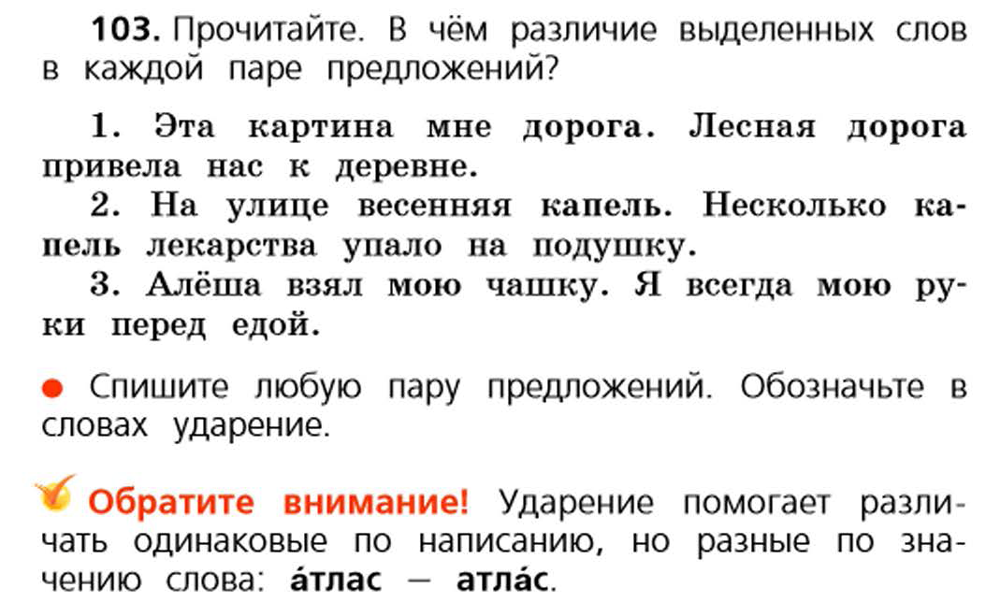 103. Прочитайте. В чём различие выделенных слов
в каждой паре предложений?
1. Эта картина мне дорога. Лесная дорога
привела нас к деревне.
2. На улице весенняя капель. Несколько ка-
пель лекарства упало на подушку.
3. Алёша взял мою чашку. Я всегда мою ру-
ки перед едой.
● Спишите любую пару предложений. Обозначьте в
словах ударение.
Обратите внимание! Ударение помогает разли-
чать одинаковые по написанию, но разные по зна-
чению слова: а́тлас — атла́с.